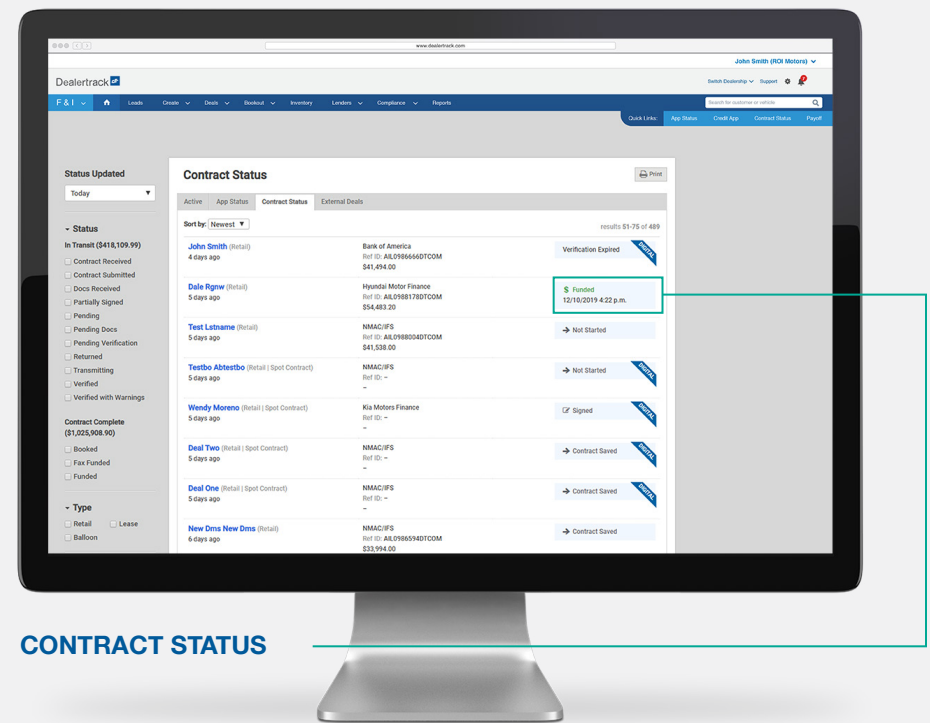 www.dealertrack.com
John Smith (ROI Motors)
Dealertrack DT
Switch Dealership Support 2
F & I Leads Create Deals Bookout Inventory Lenders Compliance Reports Search for customer or vehicle
Quick Links: App Status Credit App Contract Status Payoff
Status Updated
Today
Status
In Transit ($418,109.99)
Contract Received
Contract Submitted
Docs Received
Partially Signed
Pending
Pending Docs
Pending Verification
Returned
Transmitting
Verified
Verified with Warnings
Contract Complete
($1,025,908.90)
Booked
Fax Funded
Funded
Type
Retail Lease
Balloon
Contract Status
Print
Active App Status Contract Status External Deals
Sort by: Newest
results 51-75 of 489
John Smith (Retail) Bank of America Verification Expired DIGITAL
4 days ago Ref ID: AIL0986666DTCOM
$41,494.00
Dale Rgnw (Retail) Hyundai Motor Finance $ Funded
5 days ago Ref ID: AIL0988178DTCOM 12/10/2019 4:22 p.m.
$54,483.20
Test Lstname (Retail) NMAC/IFS Not Started
5 days ago Ref ID: AIL0988004DTCOM
$41,538.00
Testbo Abtestbo (Retail | Spot Contract) NMAC/IFS Not Started DIGITAL
5 days ago Ref ID: –
–
Wendy Moreno (Retail | Spot Contract) Kia Motors Finance Signed DIGITAL
5 days ago Ref ID: –
–
Deal Two (Retail | Spot Contract) NMAC/IFS Contract Saved DIGITAL
5 days ago Ref ID: –
–
Deal One (Retail | Spot Contract) NMAC/IFS Contract Saved DIGITAL
5 days ago Ref ID: –
–
New Dms New Dms (Retail) NMAC/IFS Contract Saved
6 days ago Ref ID: AIL0986594DTCOM
$33,994.00
CONTRACT STATUS